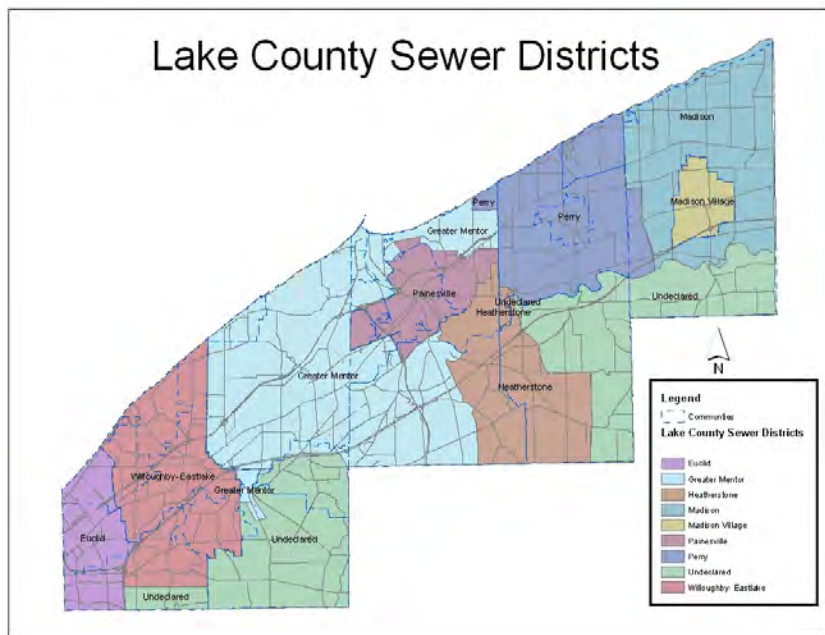 Lake County Sewer Districts
Madison
Madison Village
Perry
Perry
Greater Mentor
Painesville
Undeclared
Heatherstone
Undeclared
Greater Mentor
Heatherstone
Willoughby-Eastlake
Greater Mentor
Euclid
Undeclared
Undeclared
N
Legend
Communities
Lake County Sewer Districts
Euclid
Greater Mentor
Heatherstone
Madison
Madison Village
Painesville
Perry
Undeclared
Willoughby- Eastlake